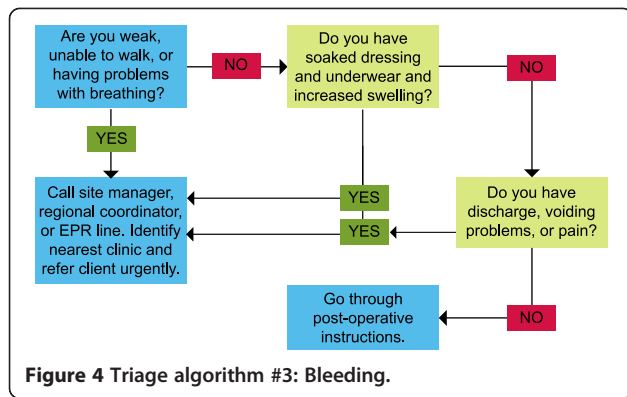 Are you weak,
unable to walk, or
having problems
with breathing?
NO
Do you have
soaked dressing
and underwear and
increased swelling?
NO
YES
Call site manager,
regional coordinator,
or EPR line. Identify
nearest clinic and
refer client urgently.
YES
YES
Do you have
discharge, voiding
problems, or pain?
Go through
post-operative
instructions.
NO
Figure 4 Triage algorithm #3: Bleeding.